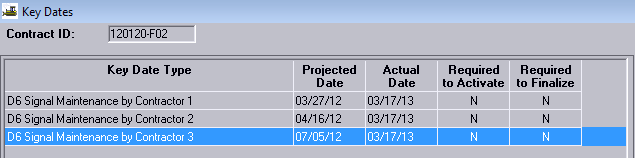 Key Dates
Contract ID: 120120-F02
Key Date Type Projected Date Actual Date Required to Activate Required to Finalize
D6 Signal Maintenance by Contractor 1 03/27/12 03/17/13 N N
D6 Signal Maintenance by Contractor 2 04/16/12 03/17/13 N N
D6 Signal Maintenance by Contractor 3 07/05/12 03/17/13 N N